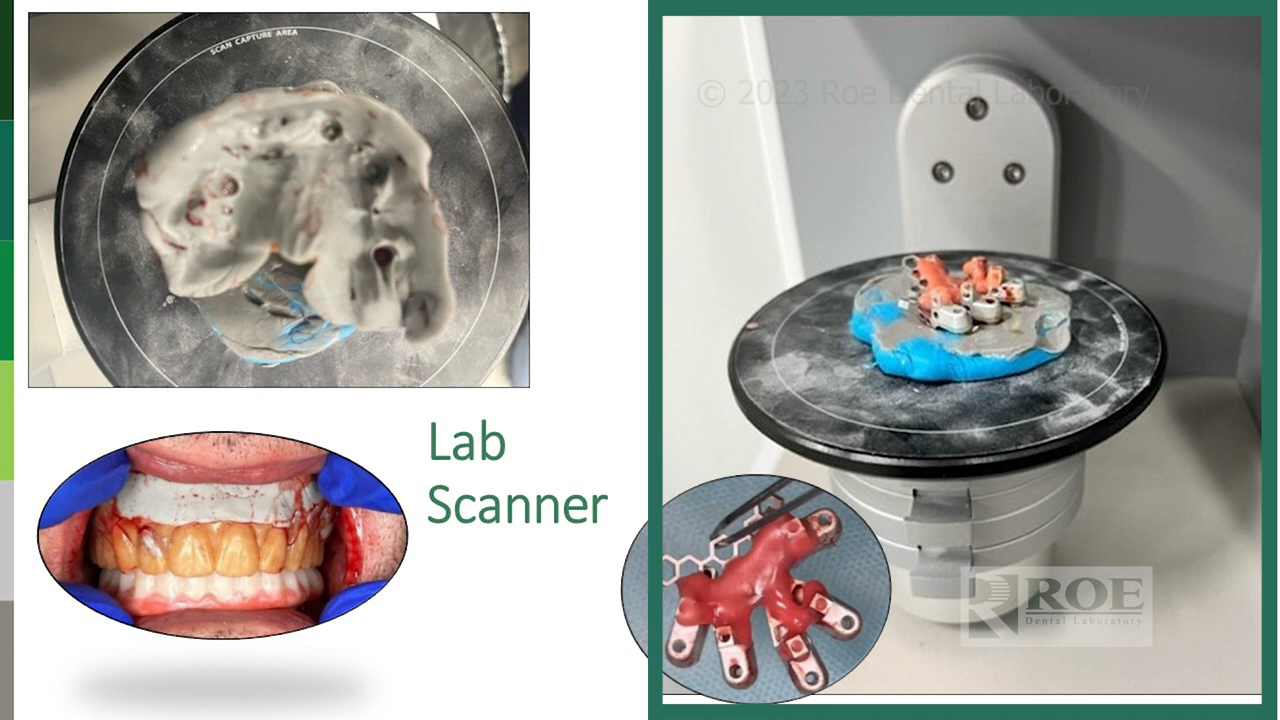 SCAN CAPTURE AREA
© 2023 Roe Dental Laboratory
Lab
Scanner
ROE
Dental Laboratory